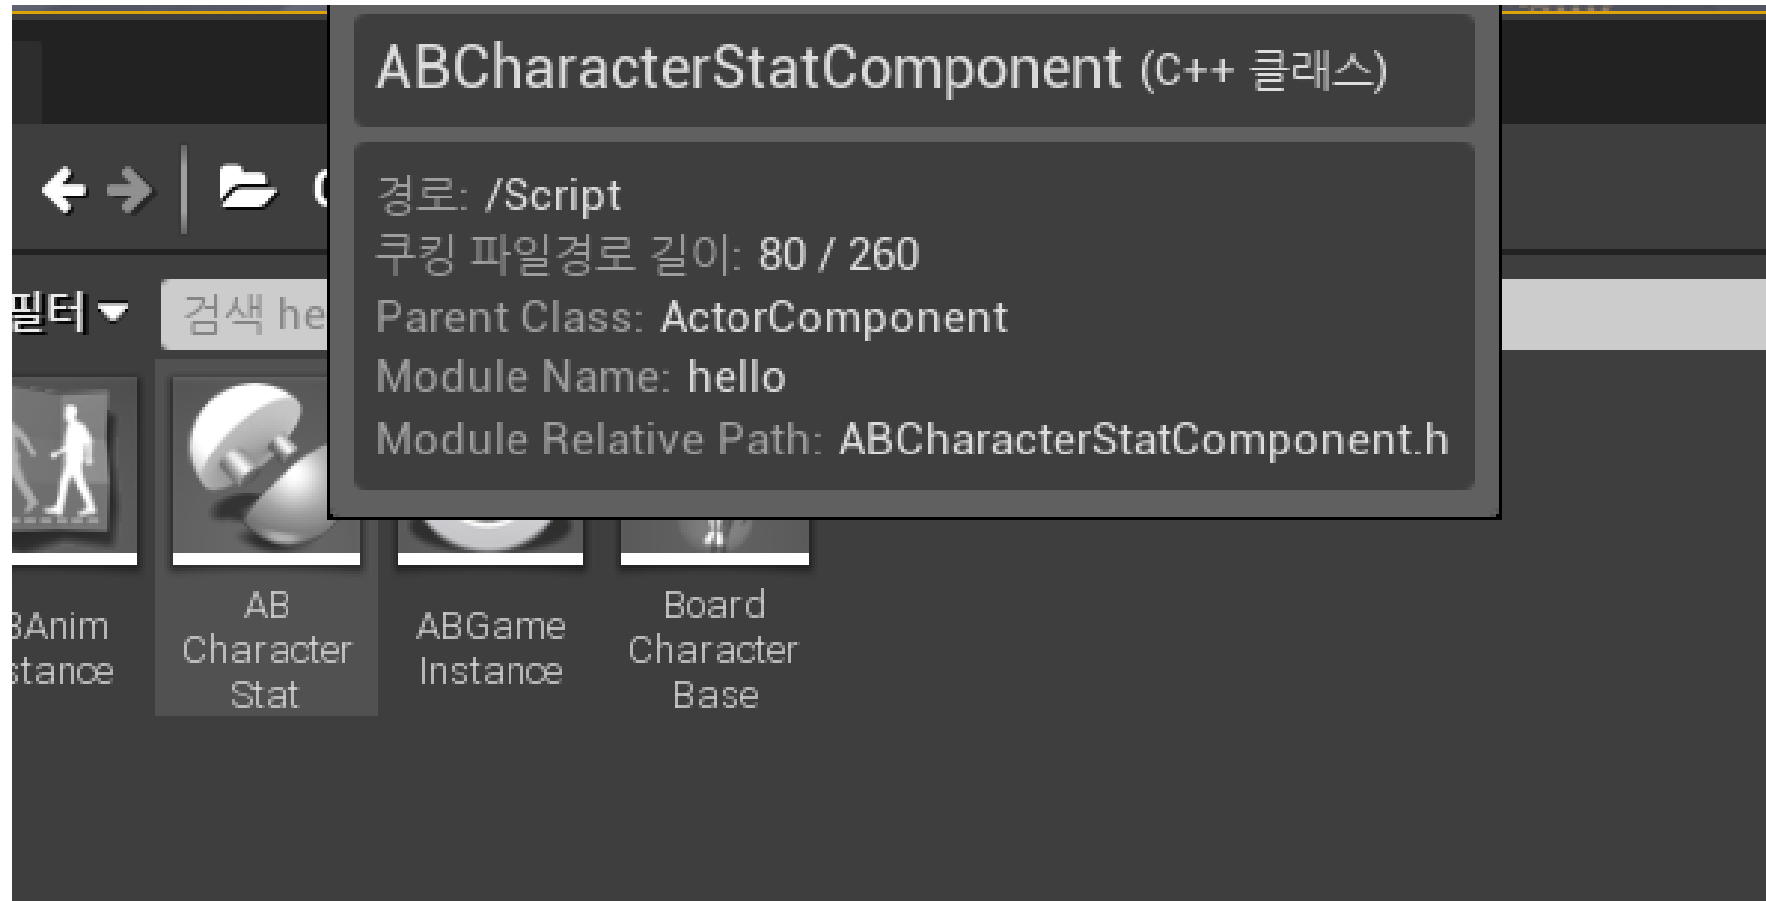 ABCharacterStatComponent (C++ 클래스)
경로: /Script
쿠킹 파일경로 길이: 80 / 260
Parent Class: ActorComponent
Module Name: hello
Module Relative Path: ABCharacterStatComponent.h
필터
검색 he
BAnim
stance
AB
Character
Stat
ABGame
Instance
Board
Character
Base